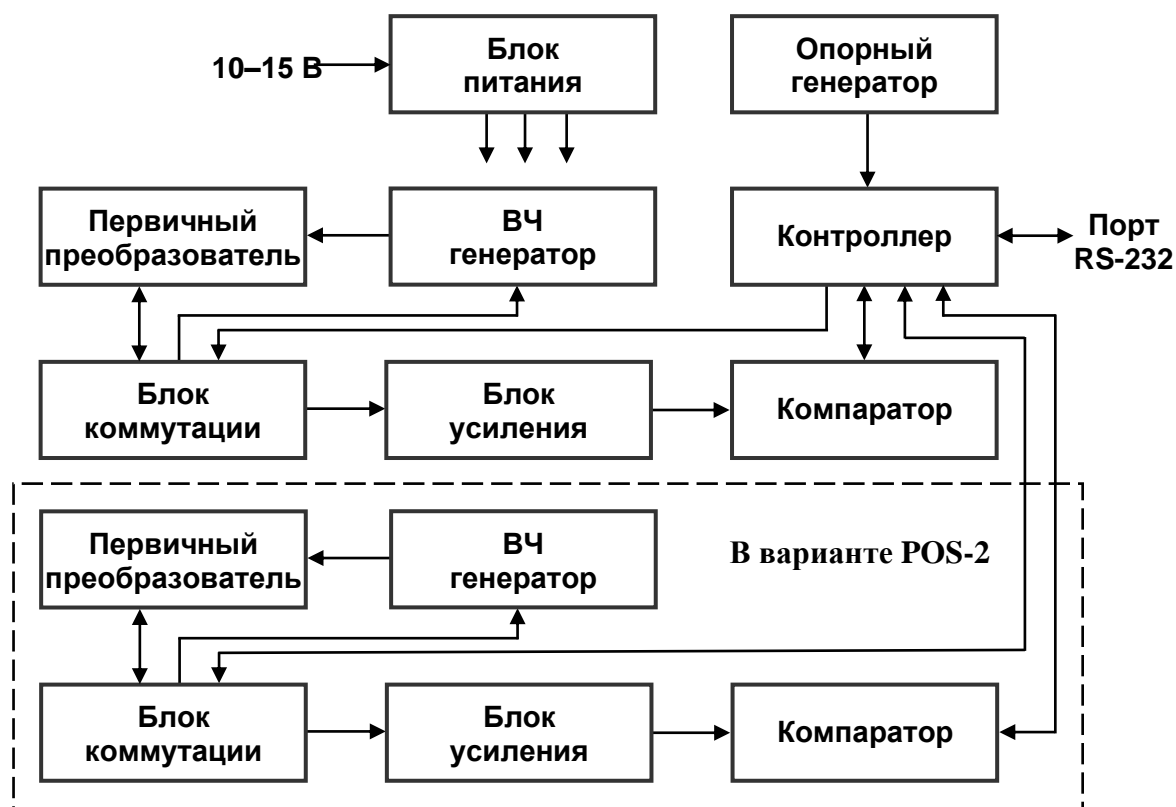 10–15 В
Блок
питания
Опорный
генератор
Первичный
преобразователь
ВЧ
генератор
Контроллер
Порт
RS-232
Блок
коммутации
Блок
усиления
Компаратор
Первичный
преобразователь
ВЧ
генератор
В варианте POS-2
Блок
коммутации
Блок
усиления
Компаратор